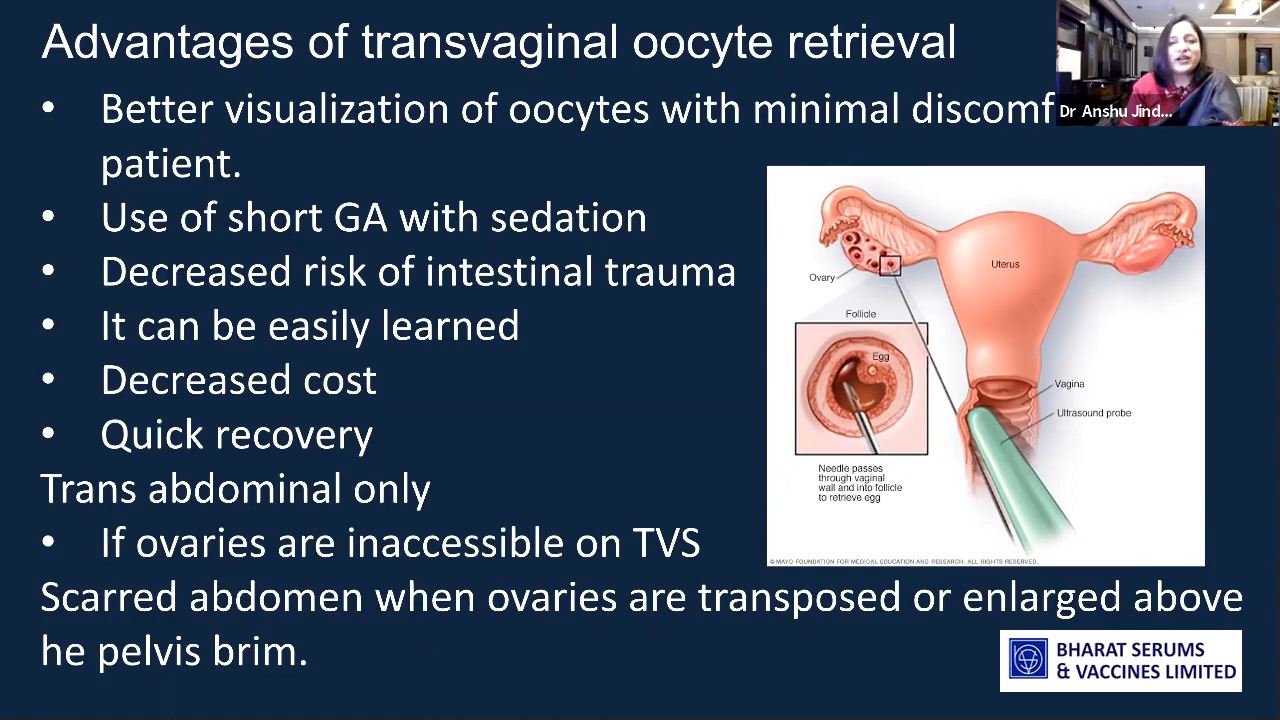 Advantages of transvaginal oocyte retrieval
• Better visualization of oocytes with minimal
patient.
• Use of short GA with sedation
• Decreased risk of intestinal trauma
• It can be easily learned
• Decreased cost
• Quick recovery
Trans abdominal only
• If ovaries are inaccessible on TVS
Scarred abdomen when ovaries are transposed or enlarged above
he pelvis brim.
Dr Anshu Jind...
Uterus
Ovary
Follicle
Egg
Vagina
Ultrasound probe
Needle passes
through vaginal
wall and into follicle
to retrieve egg
© MAYO FOUNDATION FOR MEDICAL EDUCATION AND RESEARCH. ALL RIGHTS RESERVED.
BHARAT SERUMS
& VACCINES LIMITED